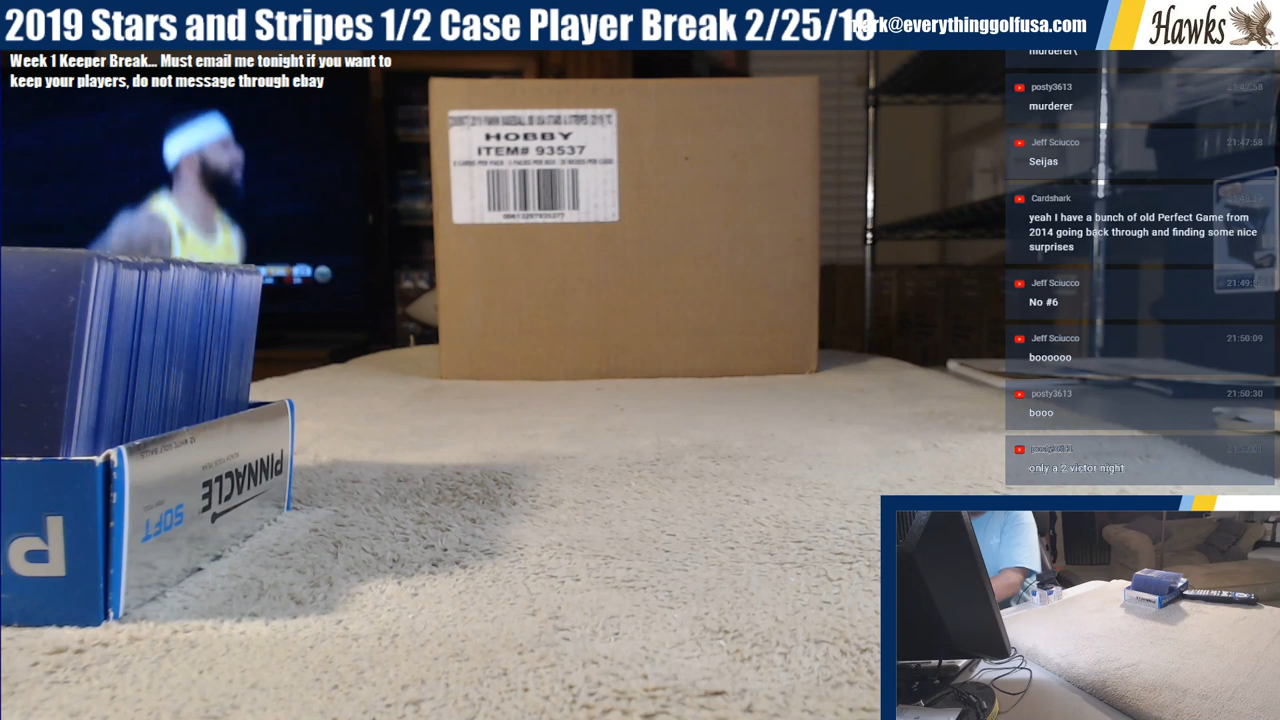 2019 Stars and Stripes 1/2 Case Player Break 2/25/19
mark@everythinggolfusa.com
Hawks
Week 1 Keeper Break... Must email me tonight if you want to
keep your players, do not message through ebay
HOBBY
ITEM# 93537
murderer\
posty3613
murderer
Jeff Sciucco 21:47:58
Seijas
Cardshark
yeah I have a bunch of old Perfect Game from
2014 going back through and finding some nice
surprises
Jeff Sciucco
No #6
Jeff Sciucco 21:50:09
boooooo
posty3613 21:50:30
booo
only a 2 victor night
PINNACLE
SOFT
P